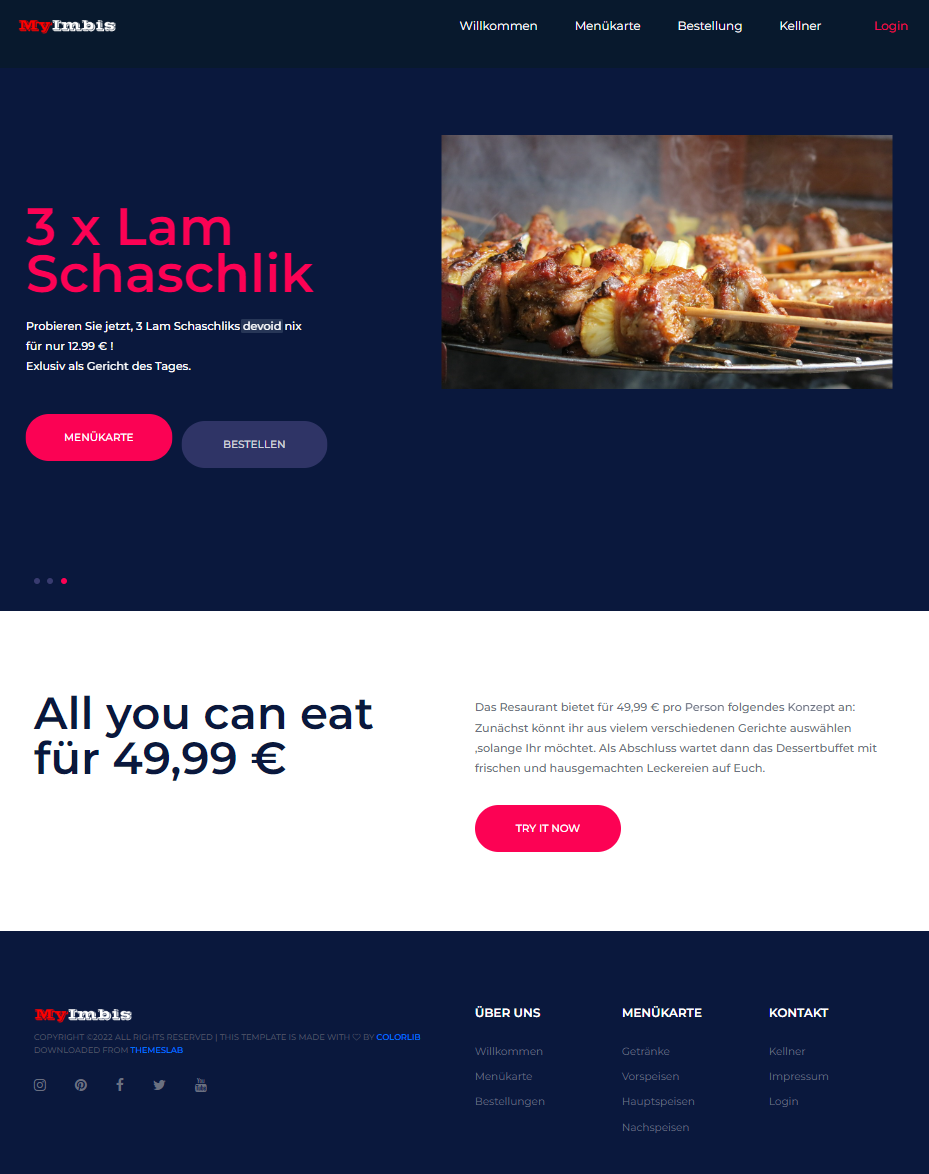 MyImbis
Willkommen Menükarte Bestellung Kellner Login
3 x Lam
Schaschlik
Probieren Sie jetzt, 3 Lam Schaschliks devoid nix
für nur 12.99 € !
Exlusiv als Gericht des Tages.
MENÜKARTE
BESTELLEN
All you can eat
für 49,99 €
Das Resaurant bietet für 49,99 € pro Person folgendes Konzept an:
Zunächst könnt ihr aus vielem verschiedenen Gerichte auswählen
,solange Ihr möchtet. Als Abschluss wartet dann das Dessertbuffet mit
frischen und hausgemachten Leckereien auf Euch.
TRY IT NOW
MyImbis
COPYRIGHT ©2022 ALL RIGHTS RESERVED | THIS TEMPLATE IS MADE WITH ♡ BY COLORLIB
DOWNLOADED FROM THEMESLAB
You Tube
ÜBER UNS
Willkommen
Menükarte
Bestellungen
MENÜKARTE
Getränke
Vorspeisen
Hauptspeisen
Nachspeisen
KONTAKT
Kellner
Impressum
Login